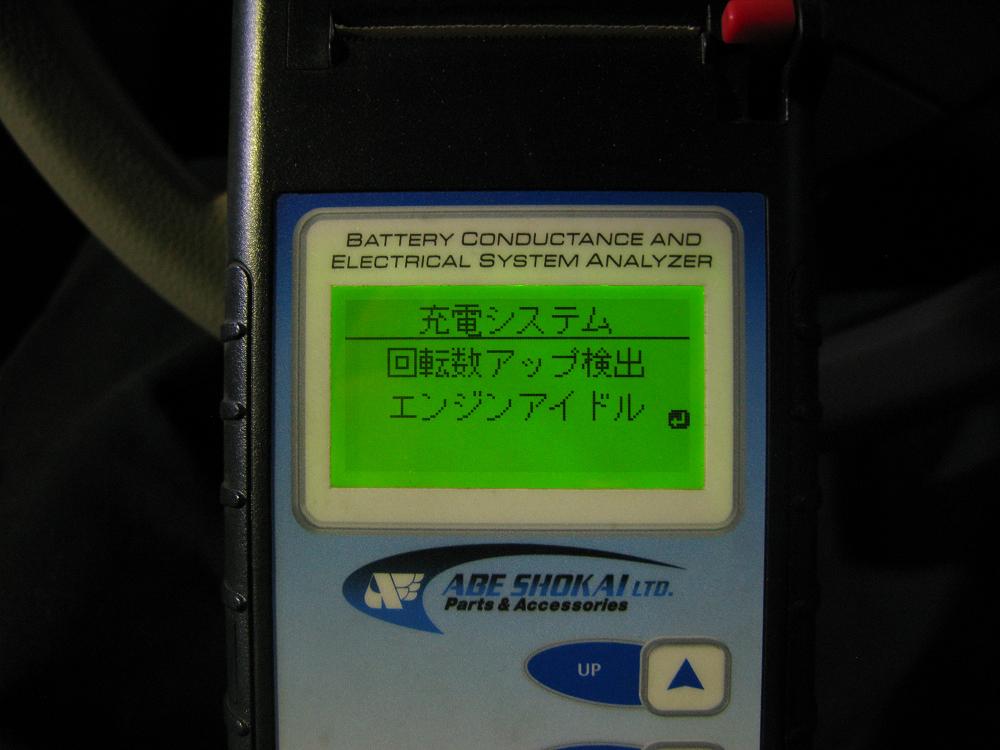 BATTERY CONDUCTANCE AND
ELECTRICAL SYSTEM ANALYZER
充電システム
回転数アップ検出
エンジンアイドル
ABE SHOKAI LTD.
Parts & Accessories
UP